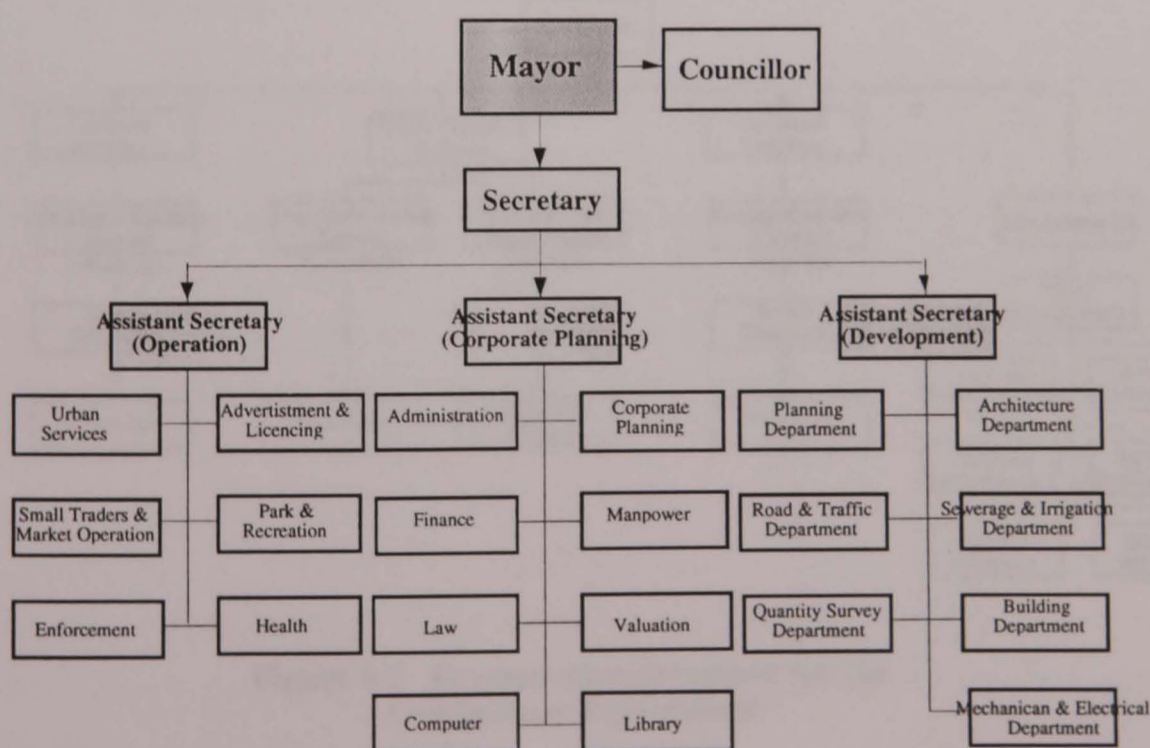 Mayor
Councillor
Secretary
Assistant Secretary
(Operation)
Assistant Secretary
(Corporate Planning)
Assistant Secretary
(Development)
Urban
Services
Advertistment &
Licencing
Administration
Corporate
Planning
Planning
Department
Architecture
Department
Small Traders &
Market Operation
Park &
Recreation
Finance
Manpower
Road & Traffic
Department
Sewerage & Irrigation
Department
Enforcement
Health
Law
Valuation
Quantity Survey
Department
Building
Department
Computer
Library
Mechanican & Electrical
Department